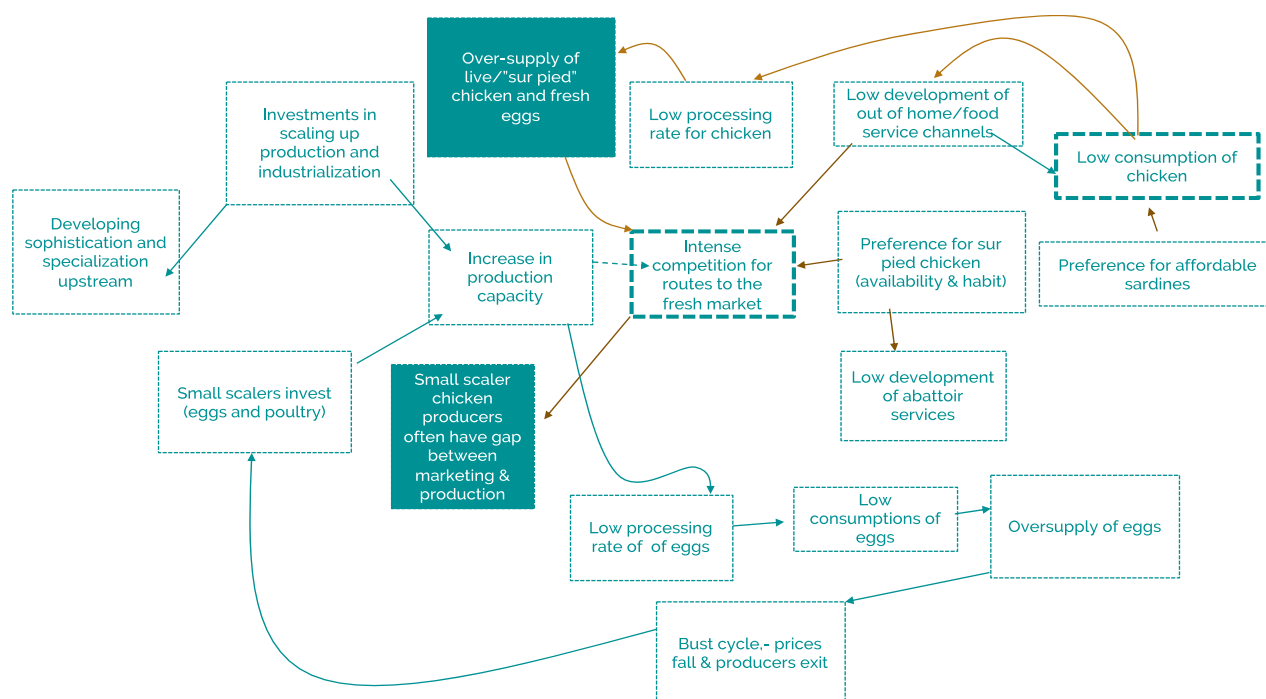 Over-supply of
live/"sur pied"
chicken and fresh
eggs
Low processing
rate for chicken
Low development of
out of home/food
service channels
Low consumption of
chicken
Investments in
scaling up
production and
industrialization
Developing
sophistication and
specialization
upstream
Increase in
production
capacity
Intense
competition for
routes to the
fresh market
Preference for sur
pied chicken
(availability & habit)
Preference for affordable
sardines
Small scalers invest
(eggs and poultry)
Small scaler
chicken
producers
often have gap
between
marketing &
production
Low development
of abattoir
services
Low processing
rate of  of eggs
Low
consumptions of
eggs
Oversupply of eggs
Bust cycle,- prices
fall & producers exit